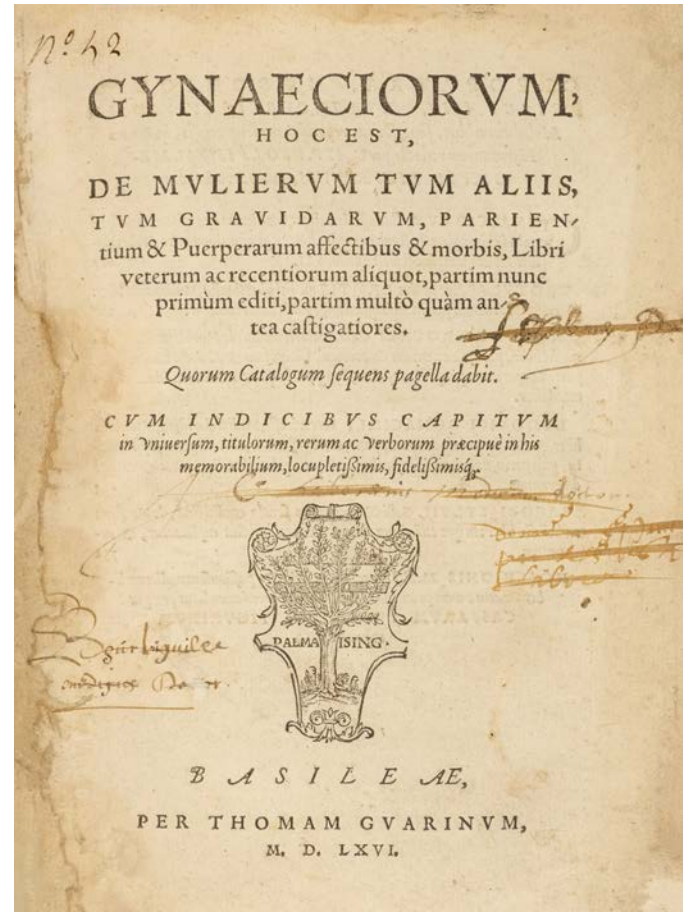 Nº 42
GYNAECIORVM,
HOC EST,
DE MVLIERVM TVM ALIIS,
TVM GRAVIDARVM, PARIEN-
tium & Puerperarum affectibus & morbis, Libri
veterum ac recentiorum aliquot, partim nunc
primùm editi, partim multò quàm an-
tea castigatiores.
Quorum Catalogum sequens pagella dabit.
CVM INDICIBVS CAPITVM
in vniuersum, titulorum, rerum ac verborum præcipuè in his
memorabilium, locupletißimis, fidelißimisq;.
PALMA ISING.
BASILEAE,
PER THOMAM GVARINVM,
M. D. LXVI.